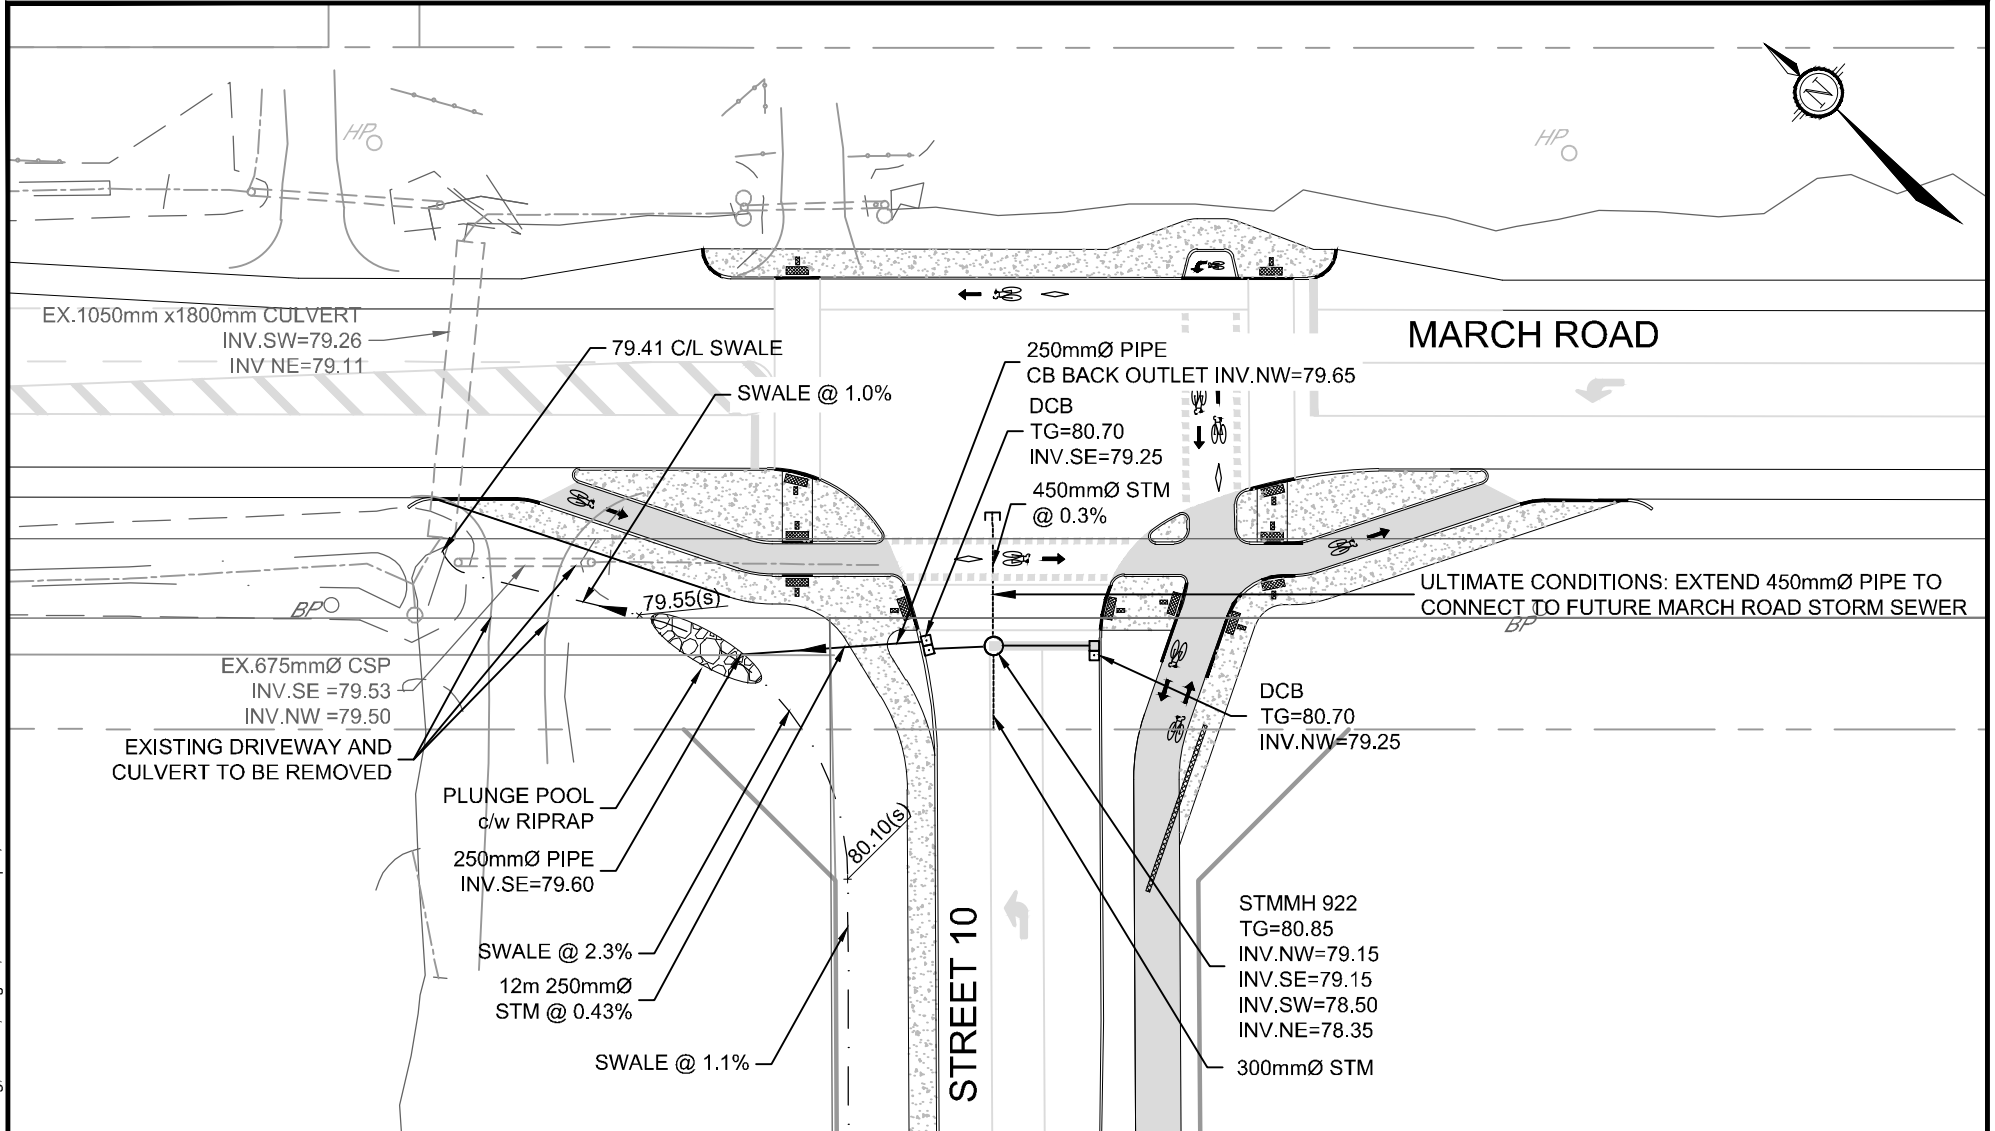 HP
HP
N
EX.1050mm x1800mm CULVERT
INV.SW=79.26
INV NE=79.11
79.41 C/L SWALE
SWALE @ 1.0%
250mmØ PIPE
CB BACK OUTLET INV.NW=79.65
DCB
TG=80.70
INV.SE=79.25
450mmØ STM
@ 0.3%
MARCH ROAD
ULTIMATE CONDITIONS: EXTEND 450mmØ PIPE TO
CONNECT TO FUTURE MARCH ROAD STORM SEWER
BP
BP
79.55(s)
EX.675mmØ CSP
INV.SE =79.53
INV.NW =79.50
EXISTING DRIVEWAY AND
CULVERT TO BE REMOVED
PLUNGE POOL
c/w RIPRAP
250mmØ PIPE
INV.SE=79.60
SWALE @ 2.3%
12m 250mmØ
STM @ 0.43%
SWALE @ 1.1%
80.10(s)
STREET 10
DCB
TG=80.70
INV.NW=79.25
STMMH 922
TG=80.85
INV.NW=79.15
INV.SE=79.15
INV.SW=78.50
INV.NE=78.35
300mmØ STM